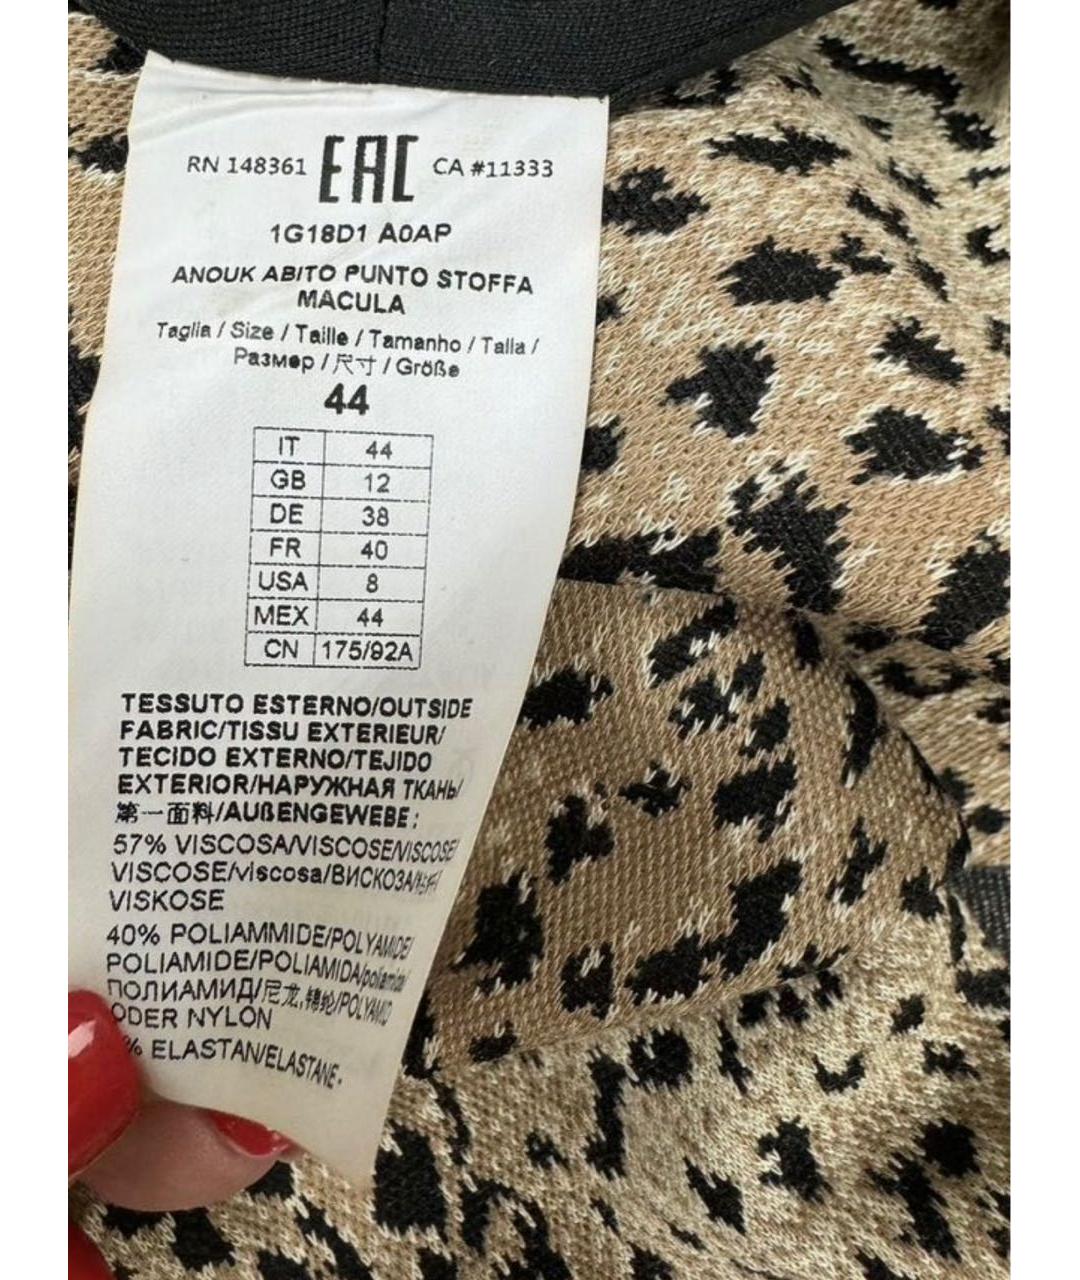 RN 148361 EAC CA #11333
1G18D1 A0AP
ANOUK ABITO PUNTO STOFFA
MACULA
Taglia / Size / Taille / Tamanho / Talla /
Размер / 尺寸 / Größe
44
IT 44
GB 12
DE 38
FR 40
USA 8
MEX 44
CN 175/92A
TESSUTO ESTERNO/OUTSIDE
FABRIC/TISSU EXTERIEUR/
TECIDO EXTERNO/TEJIDO
EXTERIOR/НАРУЖНАЯ ТКАНЬ/
第一面料/AUßENGEWEBE:
57% VISCOSA/VISCOSE/VISCOSE/
VISCOSE/viscosa/ВИСКОЗА/粘纤/
VISKOSE
40% POLIAMMIDE/POLYAMIDE/
POLIAMIDE/POLIAMIDA/poliamida/
ПОЛИАМИД/尼龙,锦纶/POLYAMID
ODER NYLON
% ELASTAN/ELASTANE-